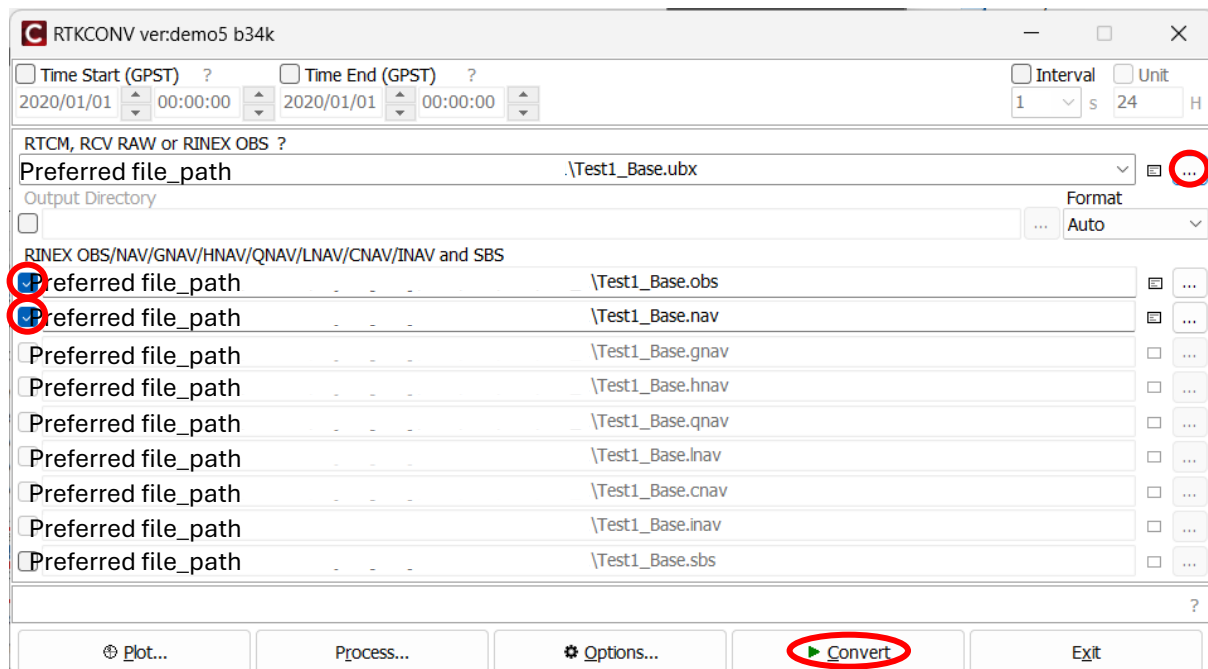 RTKCONV ver:demo5 b34k
Time Start (GPST) ? Time End (GPST) ? Interval Unit
2020/01/01 00:00:00 2020/01/01 00:00:00 1 s 24 H
RTCM, RCV RAW or RINEX OBS ?
Preferred file_path .\Test1_Base.ubx ...
Output Directory Format
... Auto
RINEX OBS/NAV/GNAV/HNAV/QNAV/LNAV/CNAV/INAV and SBS
Preferred file_path \Test1_Base.obs ...
Preferred file_path \Test1_Base.nav ...
Preferred file_path \Test1_Base.gnav ...
Preferred file_path \Test1_Base.hnav ...
Preferred file_path \Test1_Base.qnav ...
Preferred file_path \Test1_Base.lnav ...
Preferred file_path \Test1_Base.cnav ...
Preferred file_path \Test1_Base.inav ...
Preferred file_path \Test1_Base.sbs ...
?
Plot... Process... Options... Convert Exit